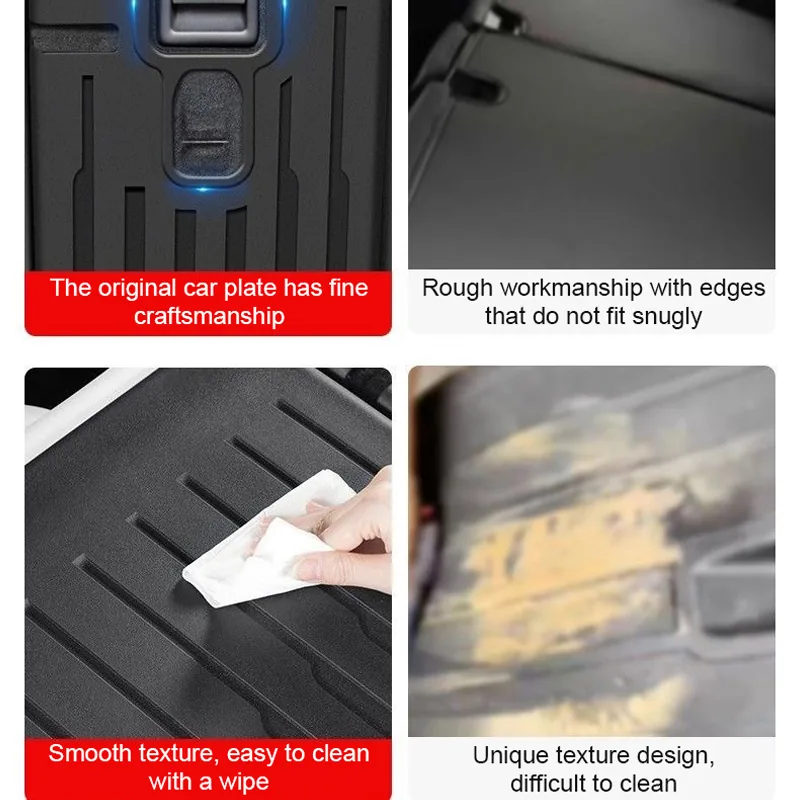 The original car plate has fine
craftsmanship
Rough workmanship with edges
that do not fit snugly
Smooth texture, easy to clean
with a wipe
Unique texture design,
difficult to clean